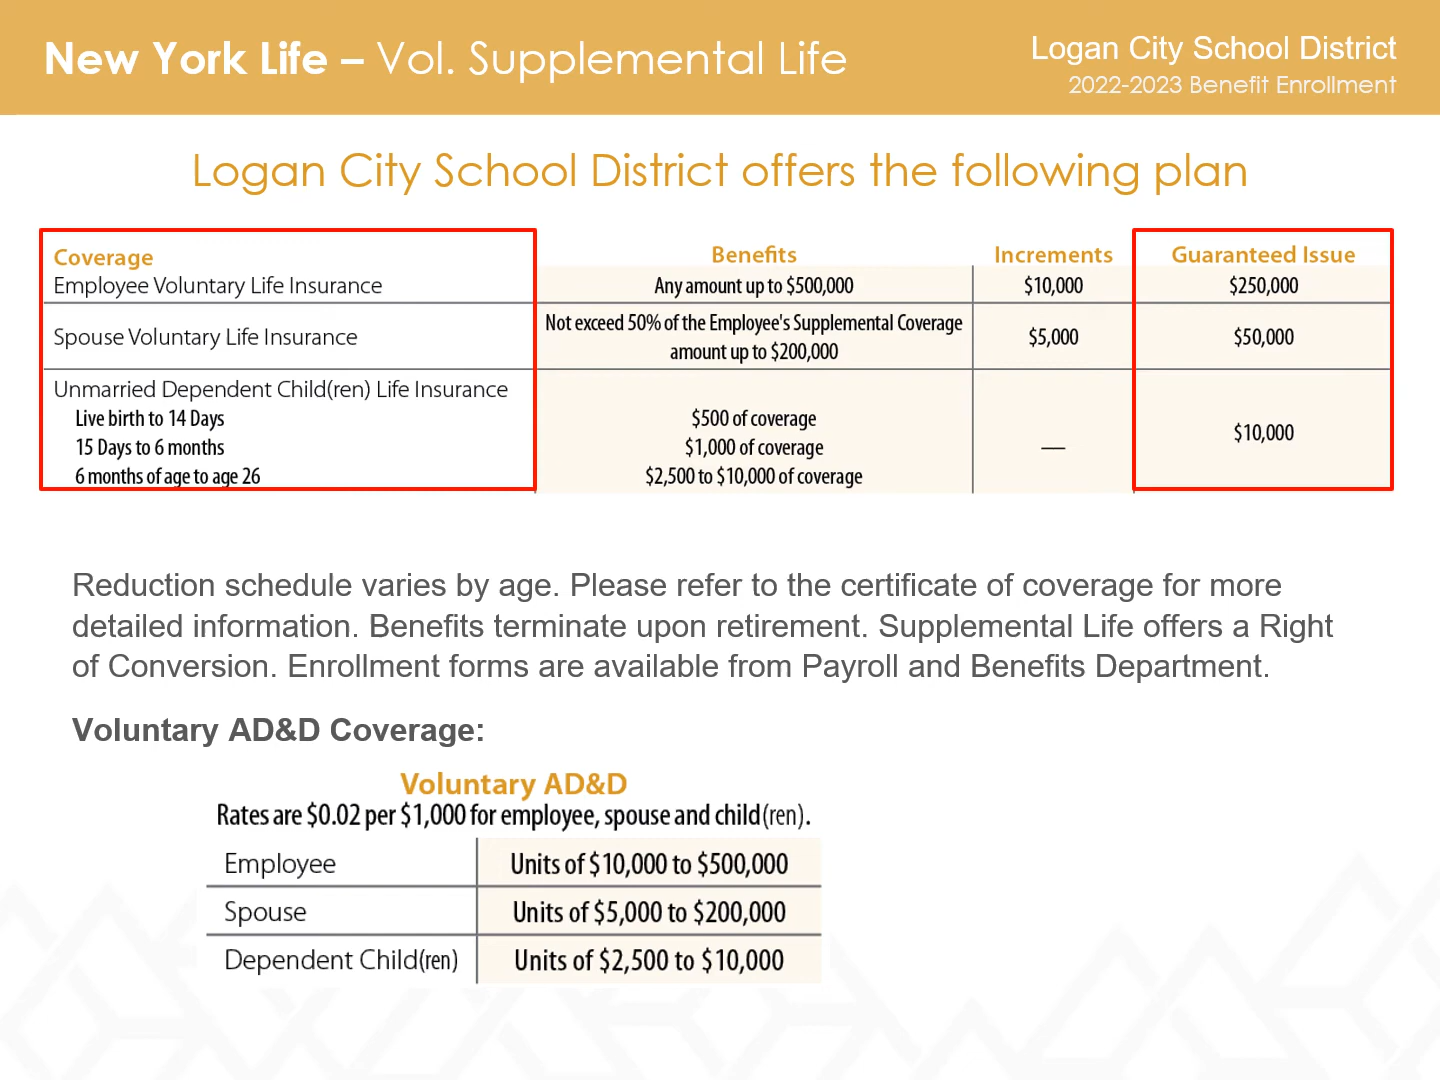 New York Life – Vol. Supplemental Life
Logan City School District
2022-2023 Benefit Enrollment
Logan City School District offers the following plan
Coverage Benefits Increments Guaranteed Issue
Employee Voluntary Life Insurance Any amount up to $500,000 $10,000 $250,000
Spouse Voluntary Life Insurance Not exceed 50% of the Employee's Supplemental Coverage
amount up to $200,000 $5,000 $50,000
Unmarried Dependent Child(ren) Life Insurance
Live birth to 14 Days $500 of coverage
15 Days to 6 months $1,000 of coverage — $10,000
6 months of age to age 26 $2,500 to $10,000 of coverage
Reduction schedule varies by age. Please refer to the certificate of coverage for more
detailed information. Benefits terminate upon retirement. Supplemental Life offers a Right
of Conversion. Enrollment forms are available from Payroll and Benefits Department.
Voluntary AD&D Coverage:
Voluntary AD&D
Rates are $0.02 per $1,000 for employee, spouse and child(ren).
Employee Units of $10,000 to $500,000
Spouse Units of $5,000 to $200,000
Dependent Child(ren) Units of $2,500 to $10,000